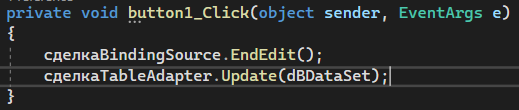 private void button1_Click(object sender, EventArgs e)
{
сделкаBindingSource.EndEdit();
сделкаTableAdapter.Update(dBDataSet);
}